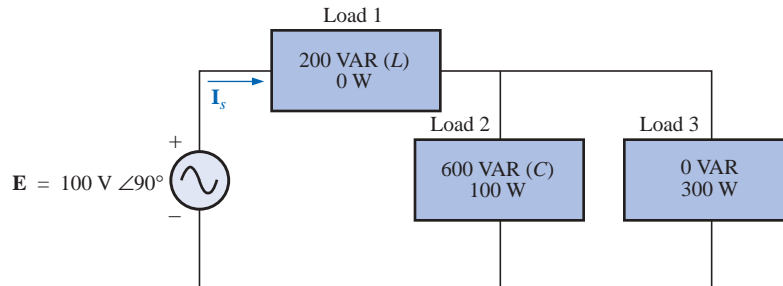 Load 1
200 VAR (L)
0 W
I_s
Load 2
Load 3
+
600 VAR (C)
100 W
0 VAR
300 W
E = 100 V ∠90°
–